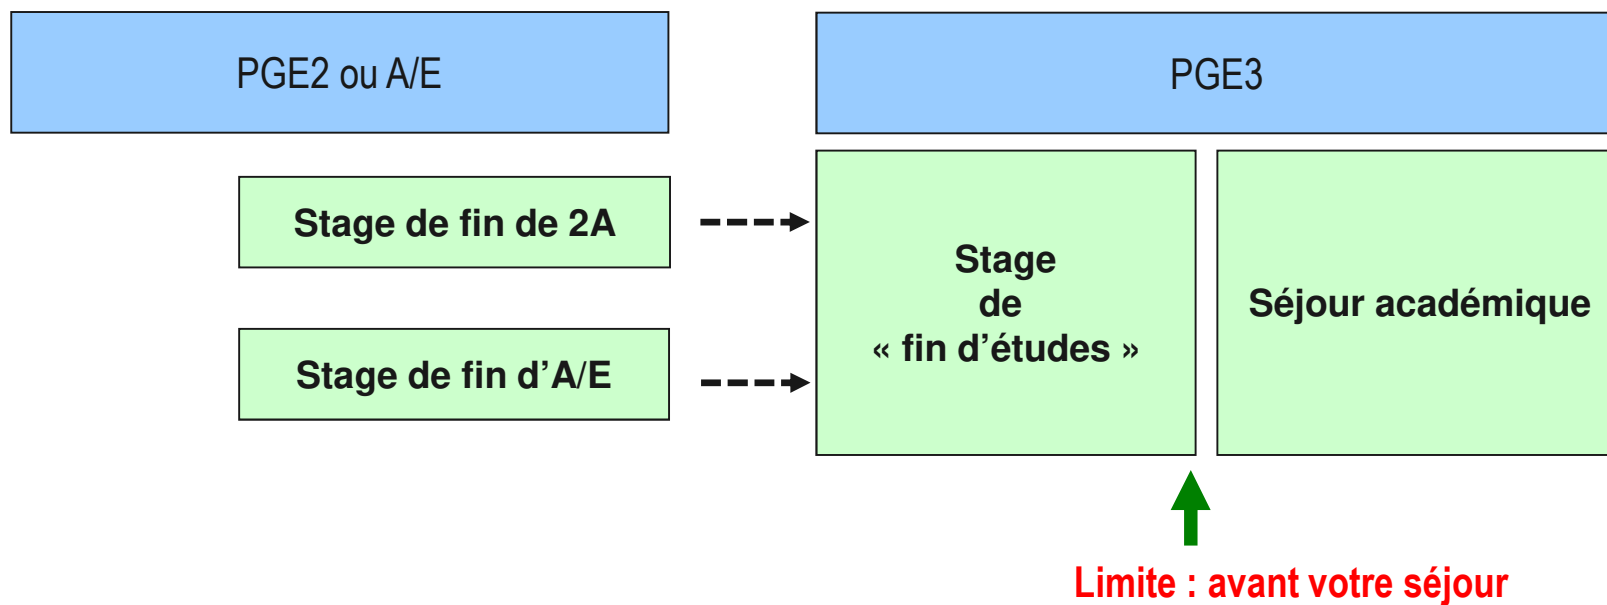 PGE2 ou A/E
PGE3
Stage de fin de 2A
Stage de fin d’A/E
Stage
de
« fin d’études »
Séjour académique
Limite : avant votre séjour